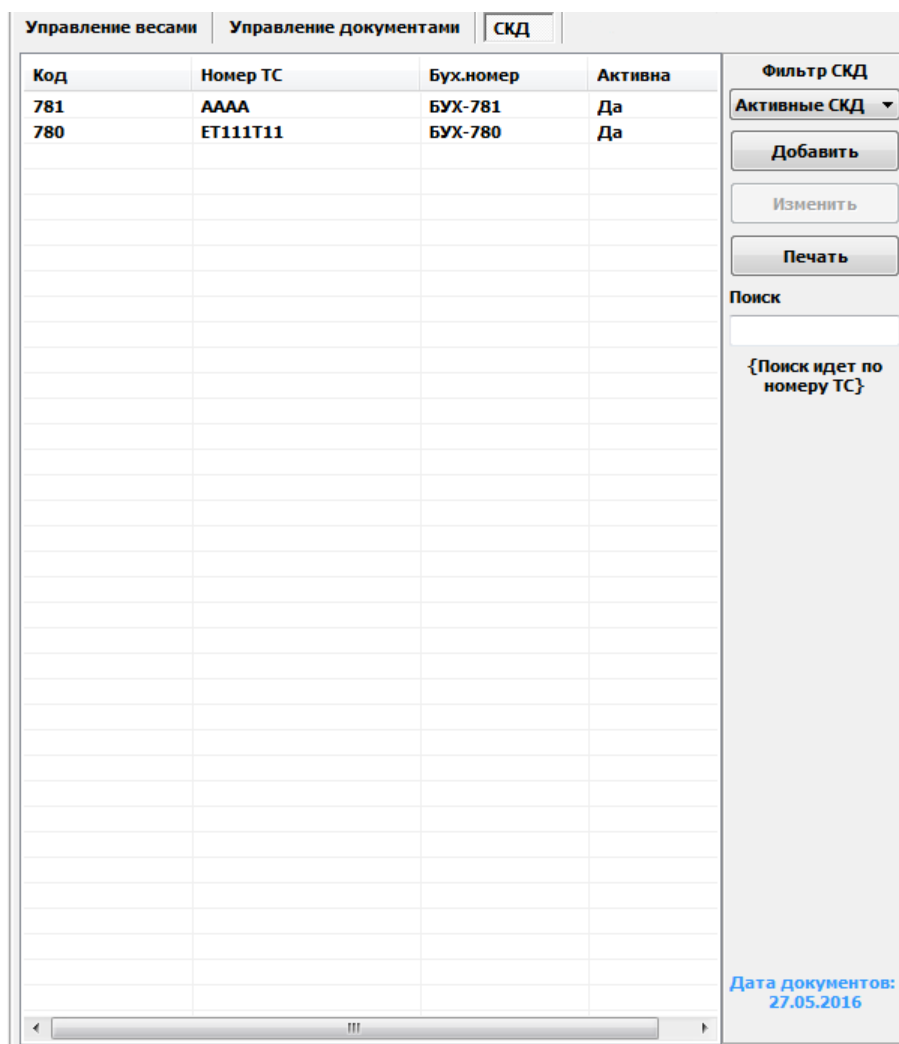 Управление весами Управление документами СКД
Код Номер ТС Бух.номер Активна
781 АААА БУХ-781 Да
780 ЕТ111Т11 БУХ-780 Да
Фильтр СКД
Активные СКД
Добавить
Изменить
Печать
Поиск
{Поиск идет по
номеру ТС}
Дата документов:
27.05.2016